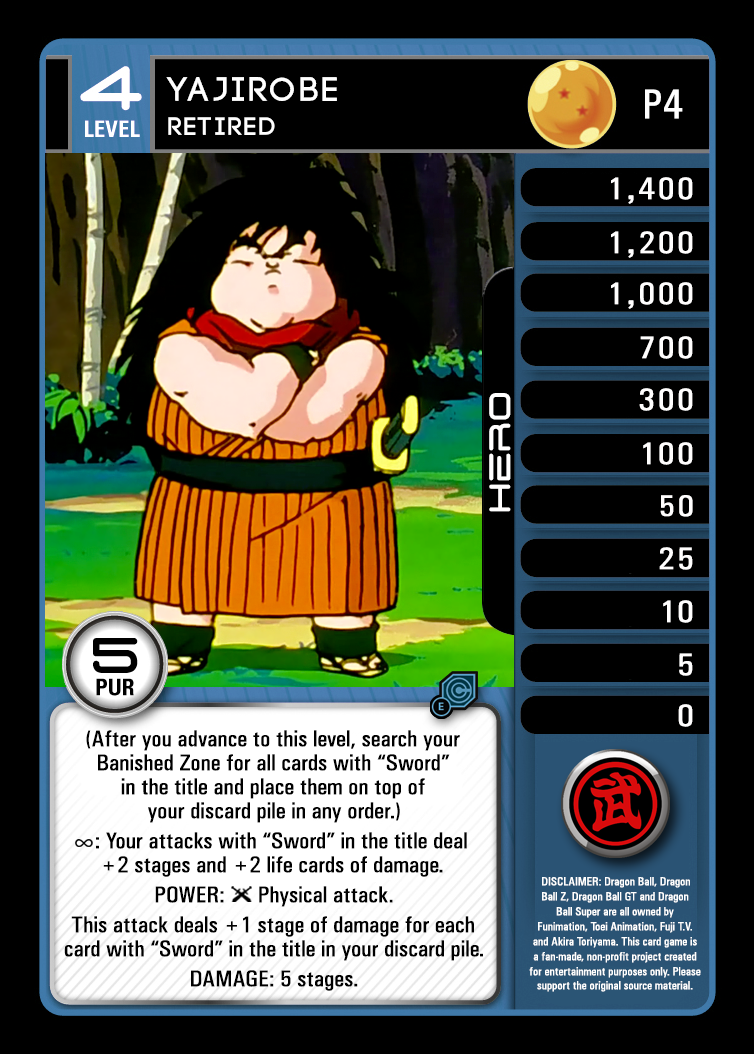 4
LEVEL
YAJIROBE
RETIRED
P4
1,400
1,200
1,000
700
300
100
50
25
10
5
0
HERO
5
PUR
E
(After you advance to this level, search your
Banished Zone for all cards with “Sword”
in the title and place them on top of
your discard pile in any order.)
∞: Your attacks with “Sword” in the title deal
+2 stages and +2 life cards of damage.
POWER: Physical attack.
This attack deals +1 stage of damage for each
card with “Sword” in the title in your discard pile.
DAMAGE: 5 stages.
武
DISCLAIMER: Dragon Ball, Dragon
Ball Z, Dragon Ball GT and Dragon
Ball Super are all owned by
Funimation, Toei Animation, Fuji T.V.
and Akira Toriyama. This card game is
a fan-made, non-profit project created
for entertainment purposes only. Please
support the original source material.